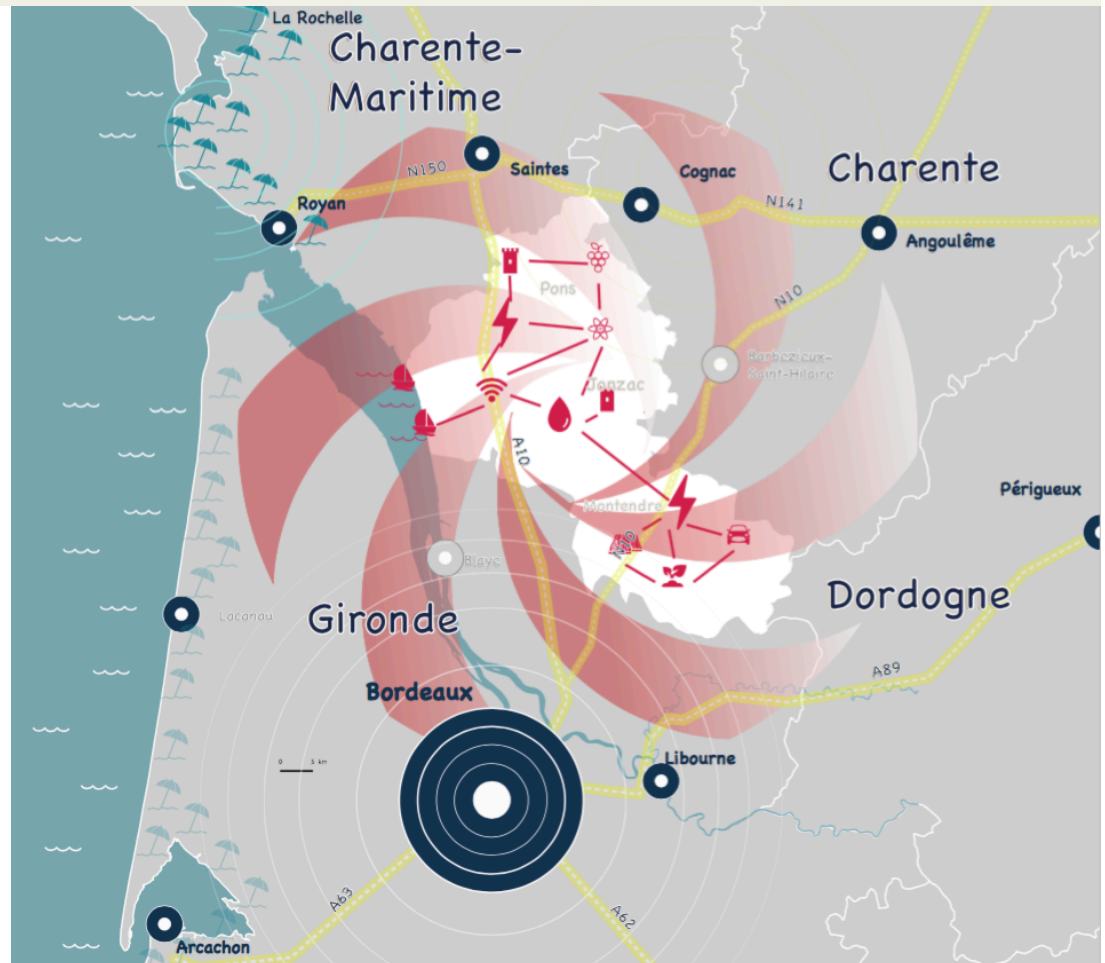 La Rochelle
Charente-
Maritime
Saintes
Cognac
Charente
N150
N141
Royan
Angoulême
Pons
N10
Barbezieux-
Saint-Hilaire
Jonzac
A10
Périgueux
Montendre
N10
Blaye
Dordogne
Lacanau
Gironde
A89
Bordeaux
Libourne
0 5 km
A63
A62
Arcachon